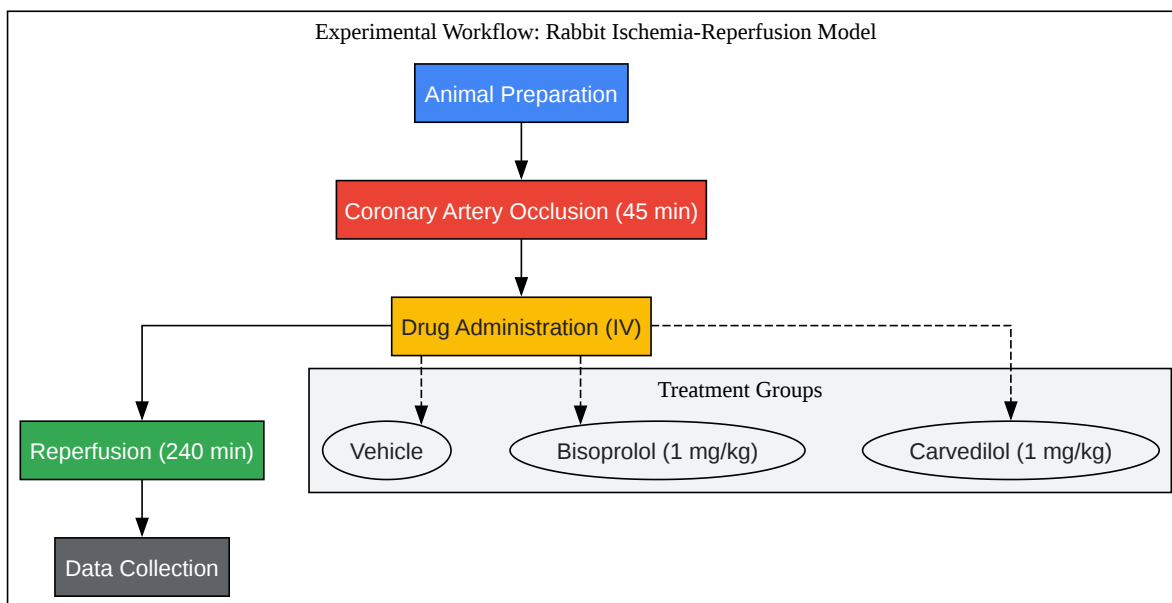 Experimental Workflow: Rabbit Ischemia-Reperfusion Model
Animal Preparation
Coronary Artery Occlusion (45 min)
Drug Administration (IV)
Treatment Groups
Reperfusion (240 min)
Vehicle
Bisoprolol (1 mg/kg)
Carvedilol (1 mg/kg)
Data Collection